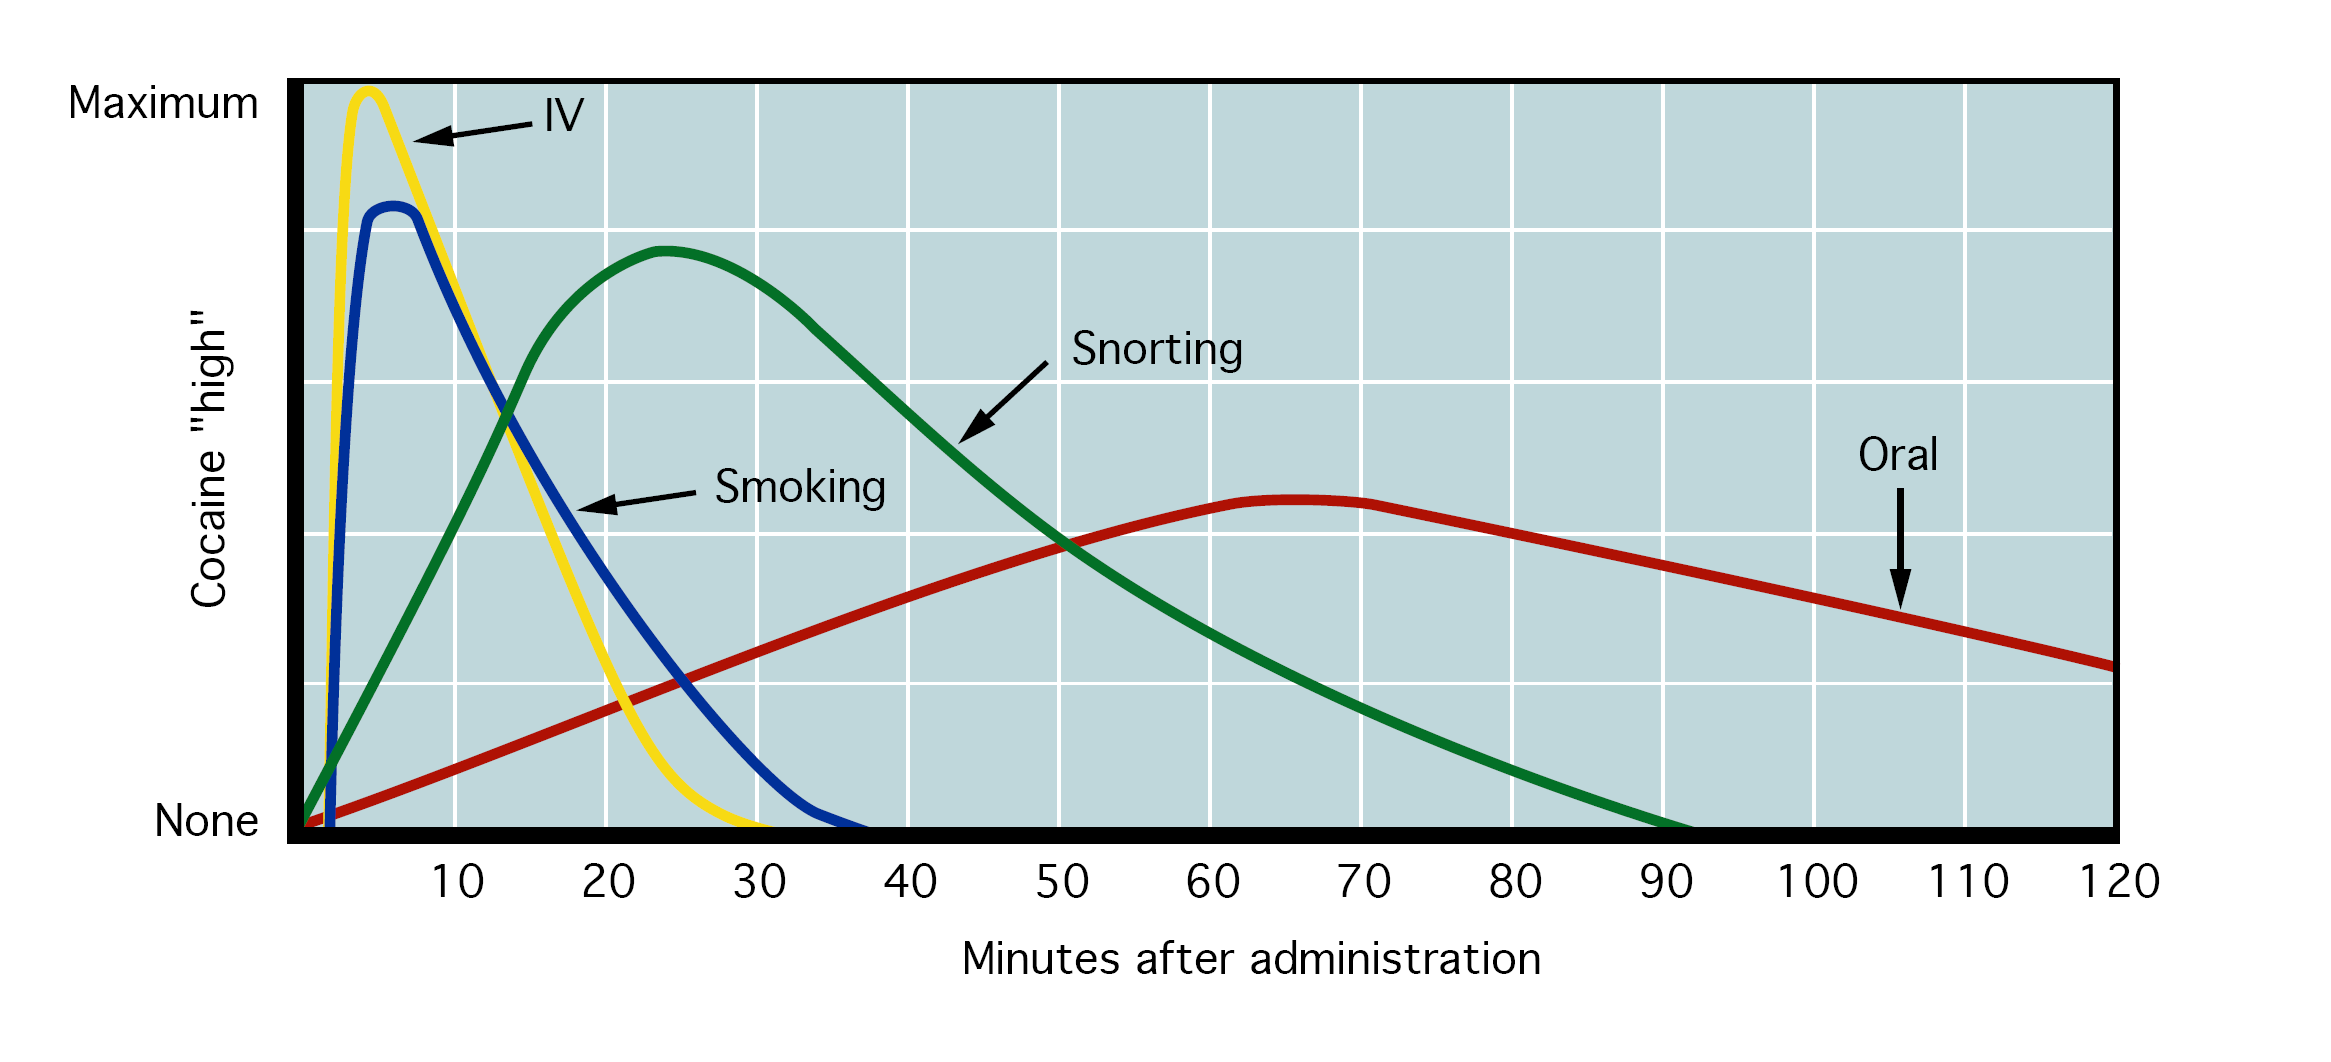 Maximum
IV
Cocaine "high"
Snorting
Oral
Smoking
None
10 20 30 40 50 60 70 80 90 100 110 120
Minutes after administration